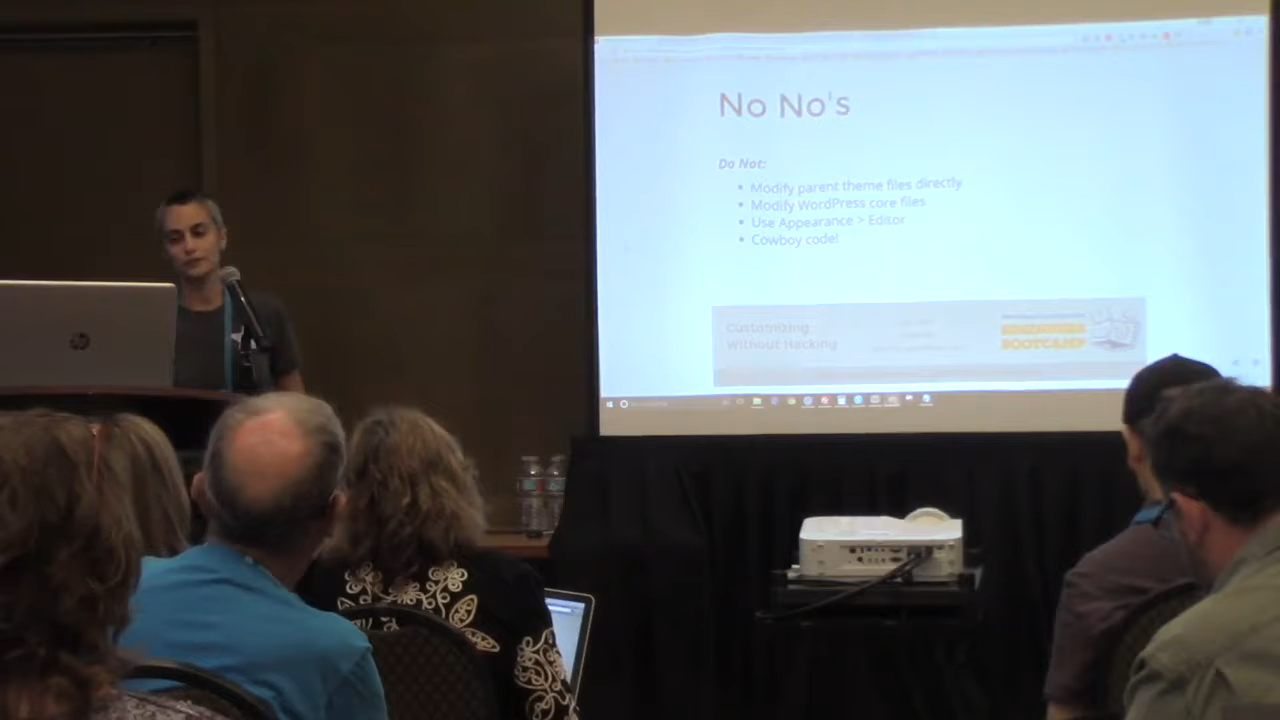 No No's
Do Not:
Modify parent theme files directly
Modify WordPress core files
Use Appearance > Editor
Cowboy code!
Customizing
Without Hacking
BOOTCAMP
hp